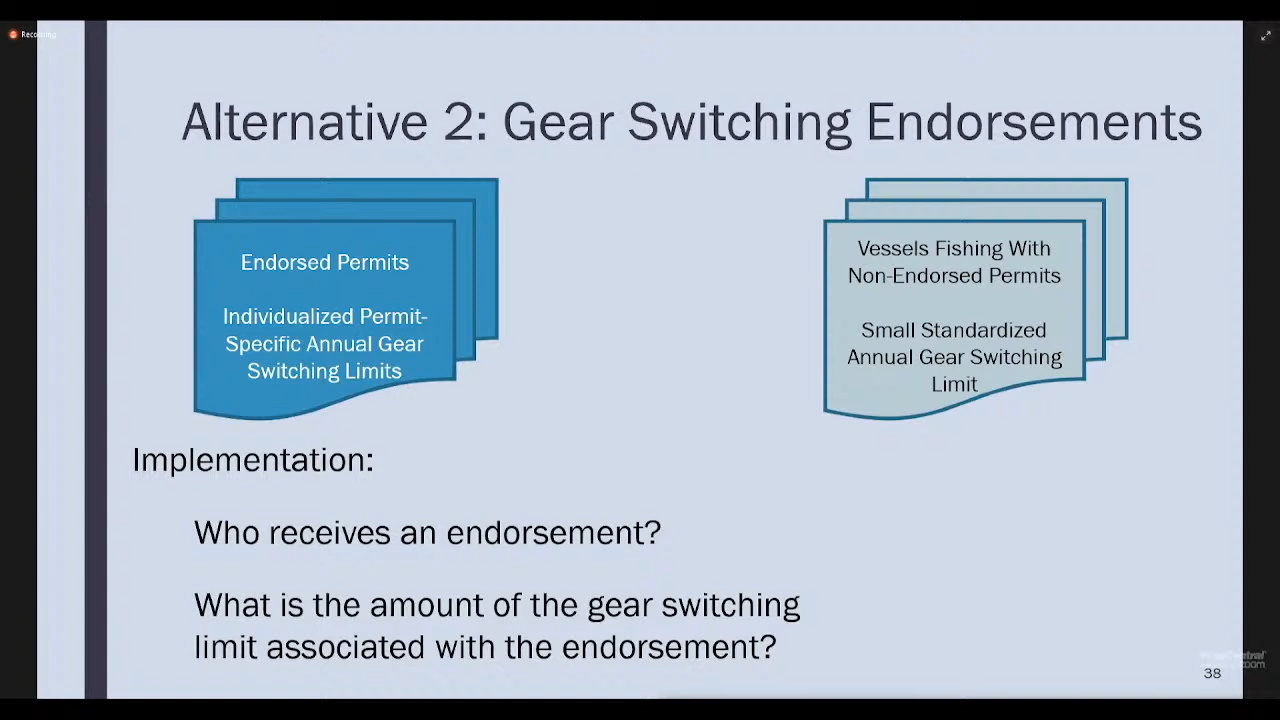 Recording
Alternative 2: Gear Switching Endorsements
Endorsed Permits
Individualized Permit-
Specific Annual Gear
Switching Limits
Vessels Fishing With
Non-Endorsed Permits
Small Standardized
Annual Gear Switching
Limit
Implementation:
Who receives an endorsement?
What is the amount of the gear switching
limit associated with the endorsement?
38